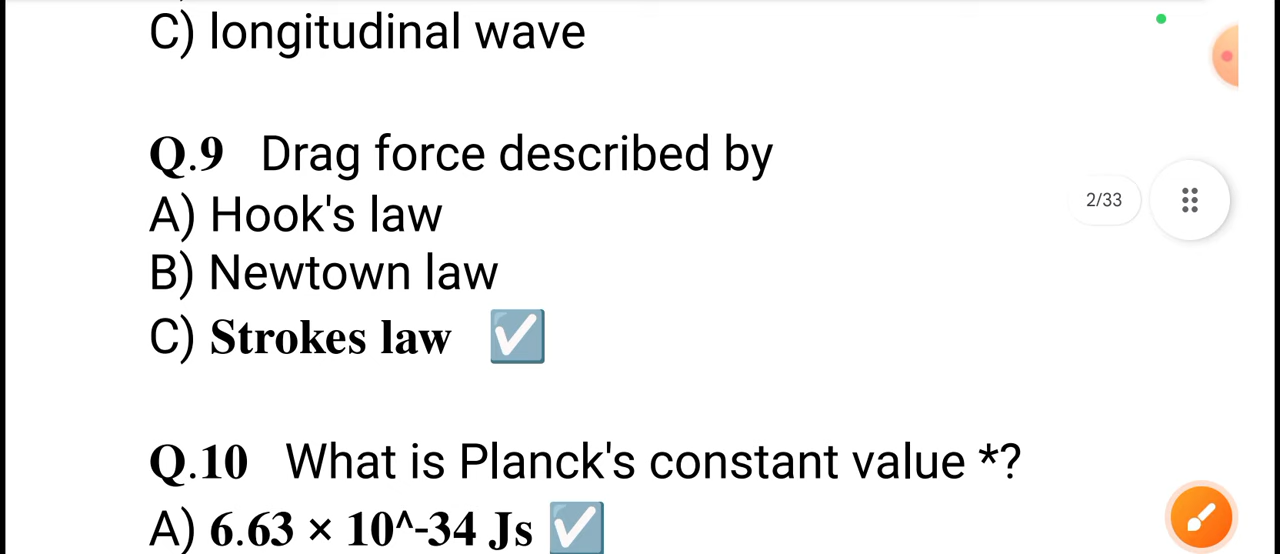 C) longitudinal wave
Q.9 Drag force described by
A) Hook's law
2/33
B) Newtown law
C) Strokes law ☑️
Q.10 What is Planck's constant value *?
A) 6.63 × 10^-34 Js ☑️